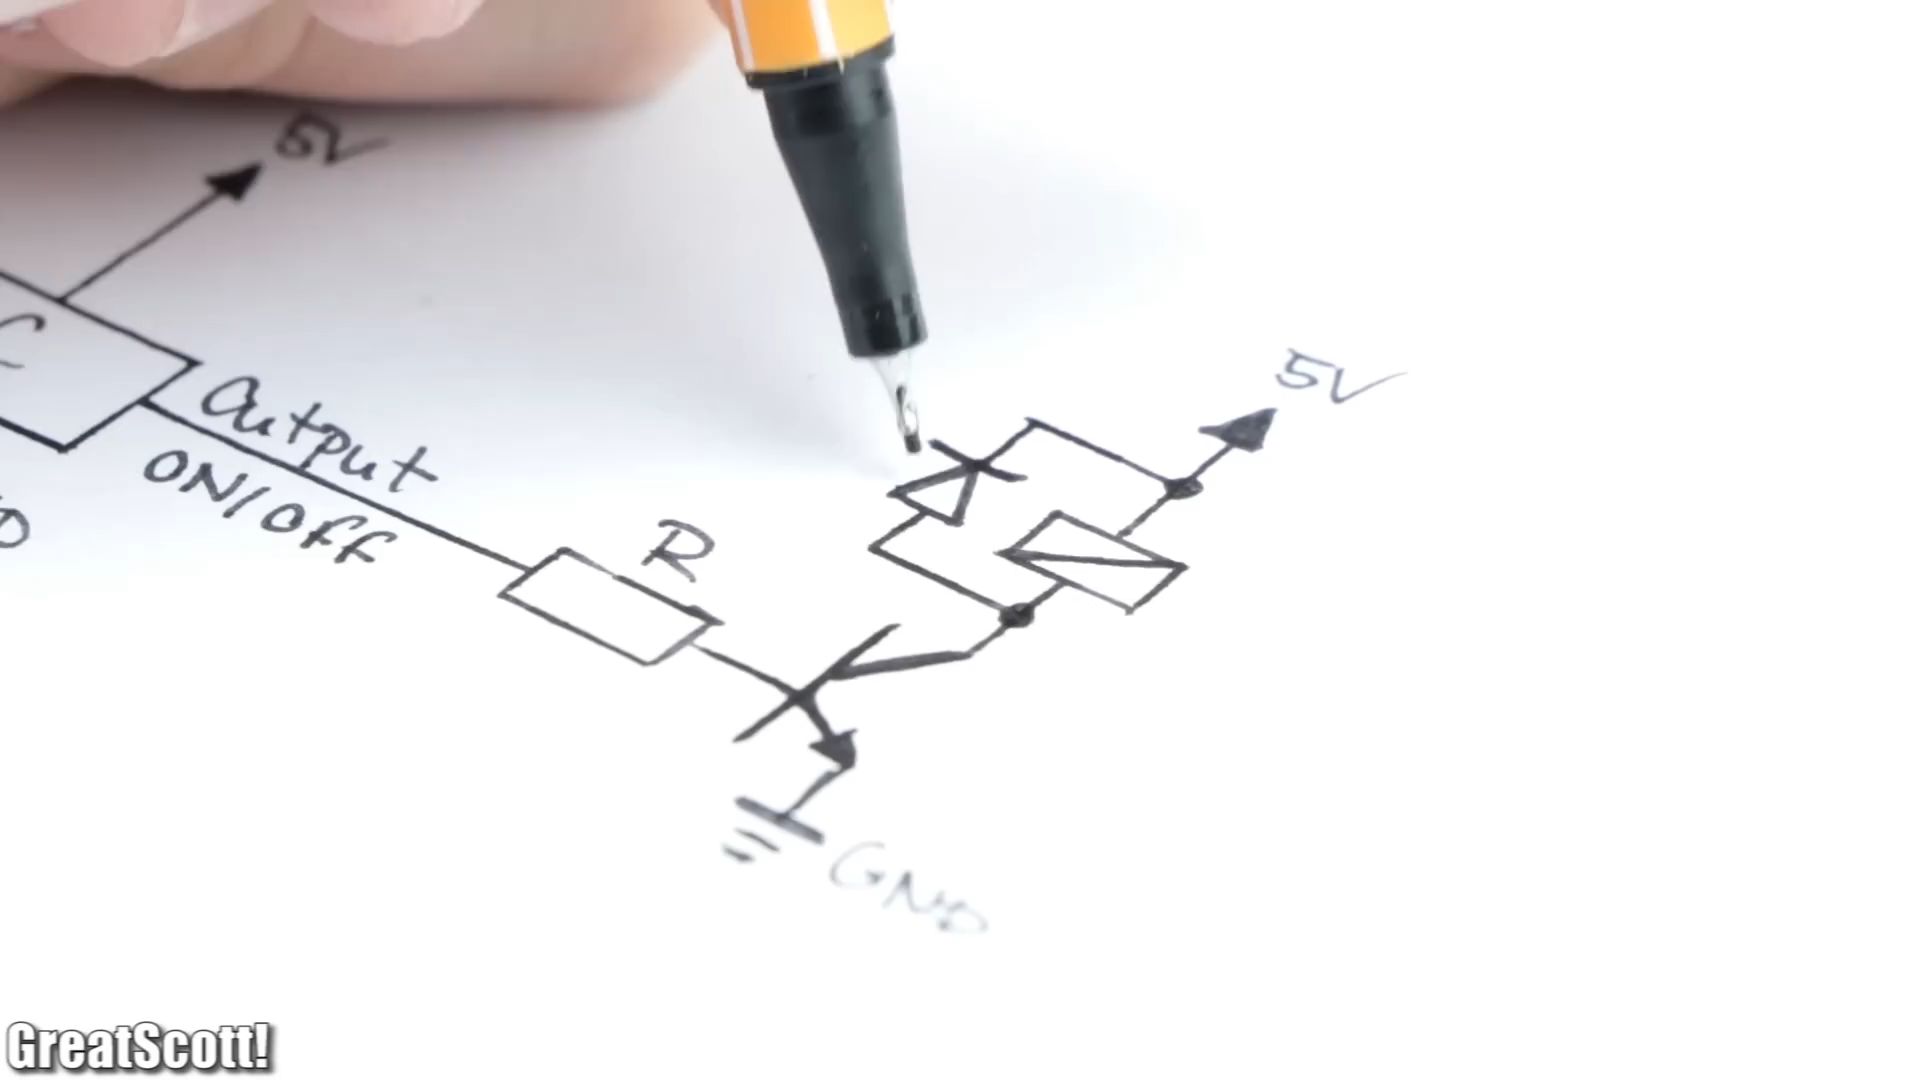 5V
Output
ON/OFF
R
5V
GND
GreatScott!